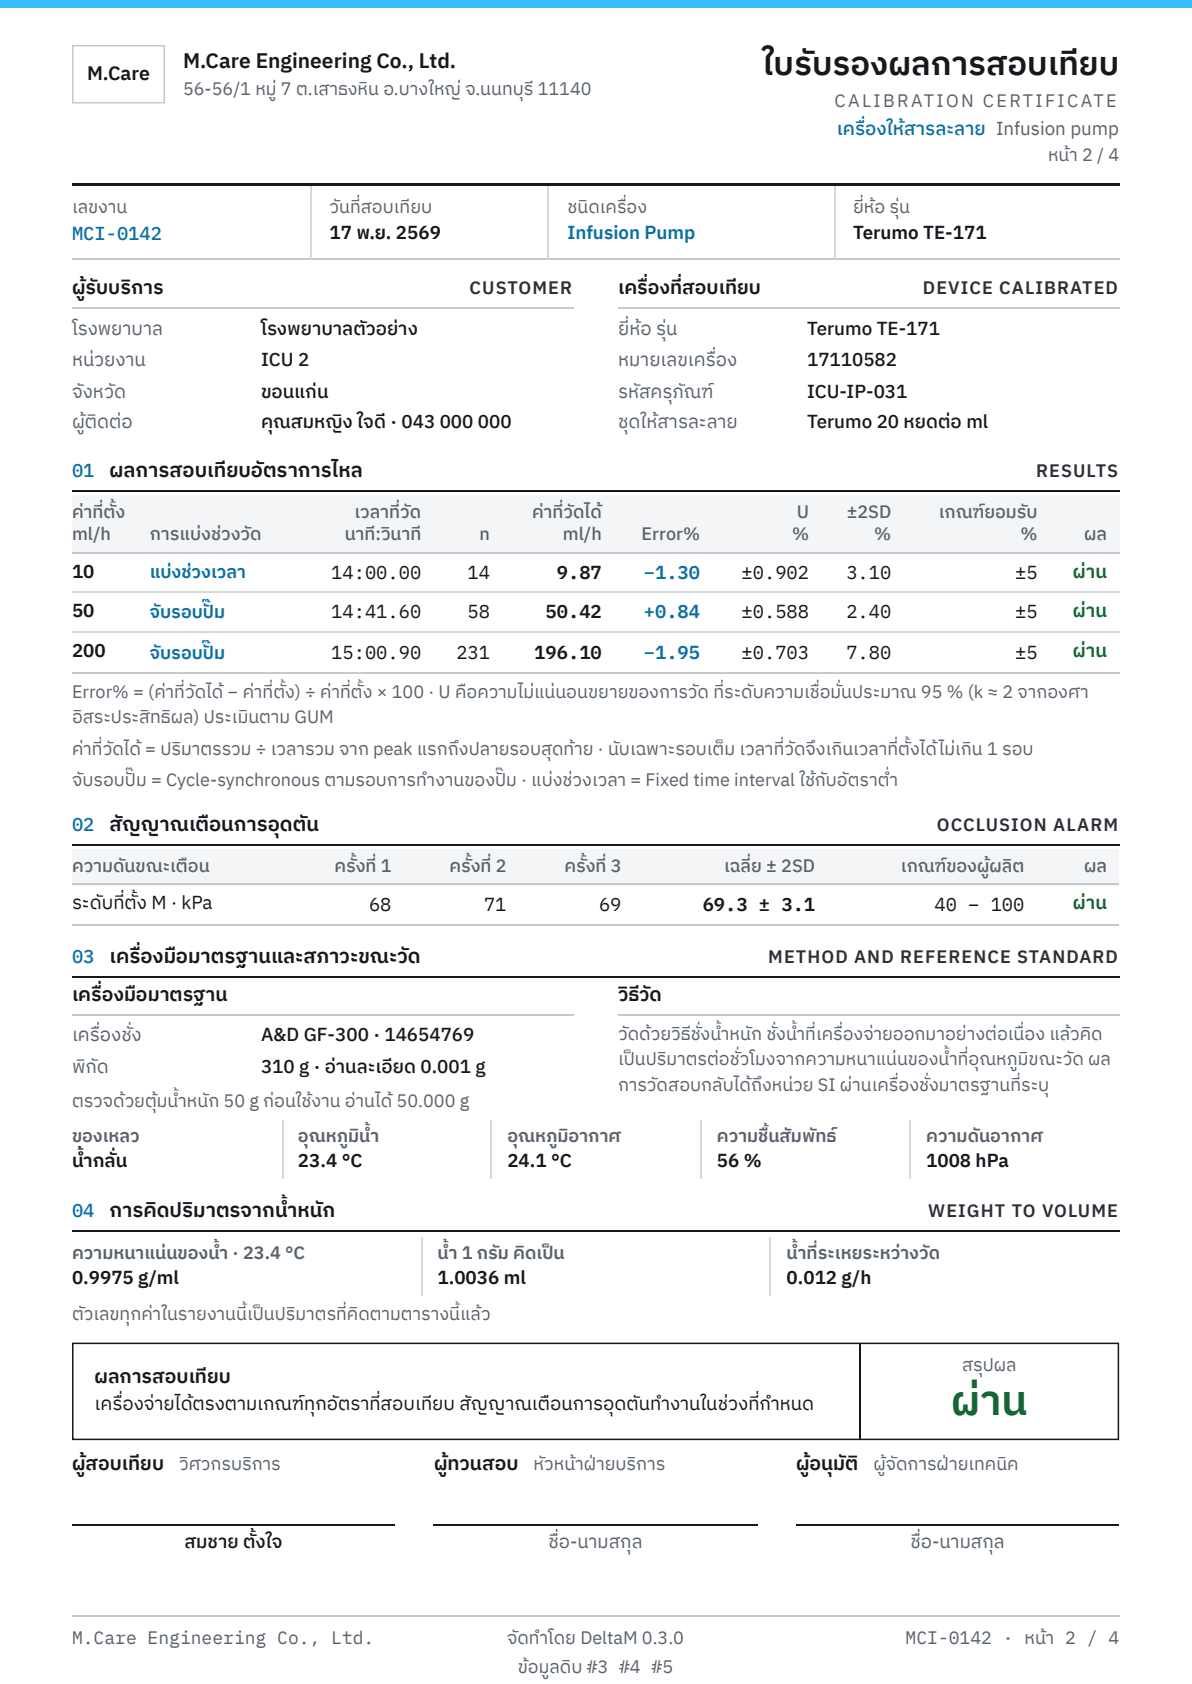 M.Care
M.Care Engineering Co., Ltd.
56-56/1 หมู่ 7 ต.เสาธงหิน อ.บางใหญ่ จ.นนทบุรี 11140
ใบรับรองผลการสอบเทียบ
CALIBRATION CERTIFICATE
เครื่องให้สารละลาย Infusion pump
หน้า 2 / 4
เลขงาน วันที่สอบเทียบ ชนิดเครื่อง ยี่ห้อ รุ่น
MCI-0142 17 พ.ย. 2569 Infusion Pump Terumo TE-171
ผู้รับบริการ CUSTOMER
โรงพยาบาล โรงพยาบาลตัวอย่าง
หน่วยงาน ICU 2
จังหวัด ขอนแก่น
ผู้ติดต่อ คุณสมหญิง ใจดี · 043 000 000
เครื่องที่สอบเทียบ DEVICE CALIBRATED
ยี่ห้อ รุ่น Terumo TE-171
หมายเลขเครื่อง 17110582
รหัสครุภัณฑ์ ICU-IP-031
ชุดให้สารละลาย Terumo 20 หยดต่อ ml
01 ผลการสอบเทียบอัตราการไหล RESULTS
ค่าที่ตั้ง เวลาที่วัด ค่าที่วัดได้ U ±2SD เกณฑ์ยอมรับ
ml/h การแบ่งช่วงวัด นาที:วินาที n ml/h Error% % % % ผล
10 แบ่งช่วงเวลา 14:00.00 14 9.87 −1.30 ±0.902 3.10 ±5 ผ่าน
50 จับรอบปั๊ม 14:41.60 58 50.42 +0.84 ±0.588 2.40 ±5 ผ่าน
200 จับรอบปั๊ม 15:00.90 231 196.10 −1.95 ±0.703 7.80 ±5 ผ่าน
Error% = (ค่าที่วัดได้ − ค่าที่ตั้ง) ÷ ค่าที่ตั้ง × 100 · U คือความไม่แน่นอนขยายของการวัด ที่ระดับความเชื่อมั่นประมาณ 95 % (k ≈ 2 จากองศา
อิสระประสิทธิผล) ประเมินตาม GUM
ค่าที่วัดได้ = ปริมาตรรวม ÷ เวลารวม จาก peak แรกถึงปลายรอบสุดท้าย · นับเฉพาะรอบเต็ม เวลาที่วัดจึงเกินเวลาที่ตั้งได้ไม่เกิน 1 รอบ
จับรอบปั๊ม = Cycle-synchronous ตามรอบการทำงานของปั๊ม · แบ่งช่วงเวลา = Fixed time interval ใช้กับอัตราต่ำ
02 สัญญาณเตือนการอุดตัน OCCLUSION ALARM
ความดันขณะเตือน ครั้งที่ 1 ครั้งที่ 2 ครั้งที่ 3 เฉลี่ย ± 2SD เกณฑ์ของผู้ผลิต ผล
ระดับที่ตั้ง M · kPa 68 71 69 69.3 ± 3.1 40 – 100 ผ่าน
03 เครื่องมือมาตรฐานและสภาวะขณะวัด METHOD AND REFERENCE STANDARD
เครื่องมือมาตรฐาน
เครื่องชั่ง A&D GF-300 · 14654769
พิกัด 310 g · อ่านละเอียด 0.001 g
ตรวจด้วยตุ้มน้ำหนัก 50 g ก่อนใช้งาน อ่านได้ 50.000 g
วิธีวัด
วัดด้วยวิธีชั่งน้ำหนัก ชั่งน้ำที่เครื่องจ่ายออกมาอย่างต่อเนื่อง แล้วคิด
เป็นปริมาตรต่อชั่วโมงจากความหนาแน่นของน้ำที่อุณหภูมิขณะวัด ผล
การวัดสอบกลับได้ถึงหน่วย SI ผ่านเครื่องชั่งมาตรฐานที่ระบุ
ของเหลว อุณหภูมิน้ำ อุณหภูมิอากาศ ความชื้นสัมพัทธ์ ความดันอากาศ
น้ำกลั่น 23.4 °C 24.1 °C 56 % 1008 hPa
04 การคิดปริมาตรจากน้ำหนัก WEIGHT TO VOLUME
ความหนาแน่นของน้ำ · 23.4 °C น้ำ 1 กรัม คิดเป็น น้ำที่ระเหยระหว่างวัด
0.9975 g/ml 1.0036 ml 0.012 g/h
ตัวเลขทุกค่าในรายงานนี้เป็นปริมาตรที่คิดตามตารางนี้แล้ว
ผลการสอบเทียบ
เครื่องจ่ายได้ตรงตามเกณฑ์ทุกอัตราที่สอบเทียบ สัญญาณเตือนการอุดตันทำงานในช่วงที่กำหนด
สรุปผล
ผ่าน
ผู้สอบเทียบ วิศวกรบริการ ผู้ทวนสอบ หัวหน้าฝ่ายบริการ ผู้อนุมัติ ผู้จัดการฝ่ายเทคนิค
สมชาย ตั้งใจ ชื่อ-นามสกุล ชื่อ-นามสกุล
M.Care Engineering Co., Ltd. จัดทำโดย DeltaM 0.3.0 MCI-0142 · หน้า 2 / 4
ข้อมูลดิบ #3 #4 #5